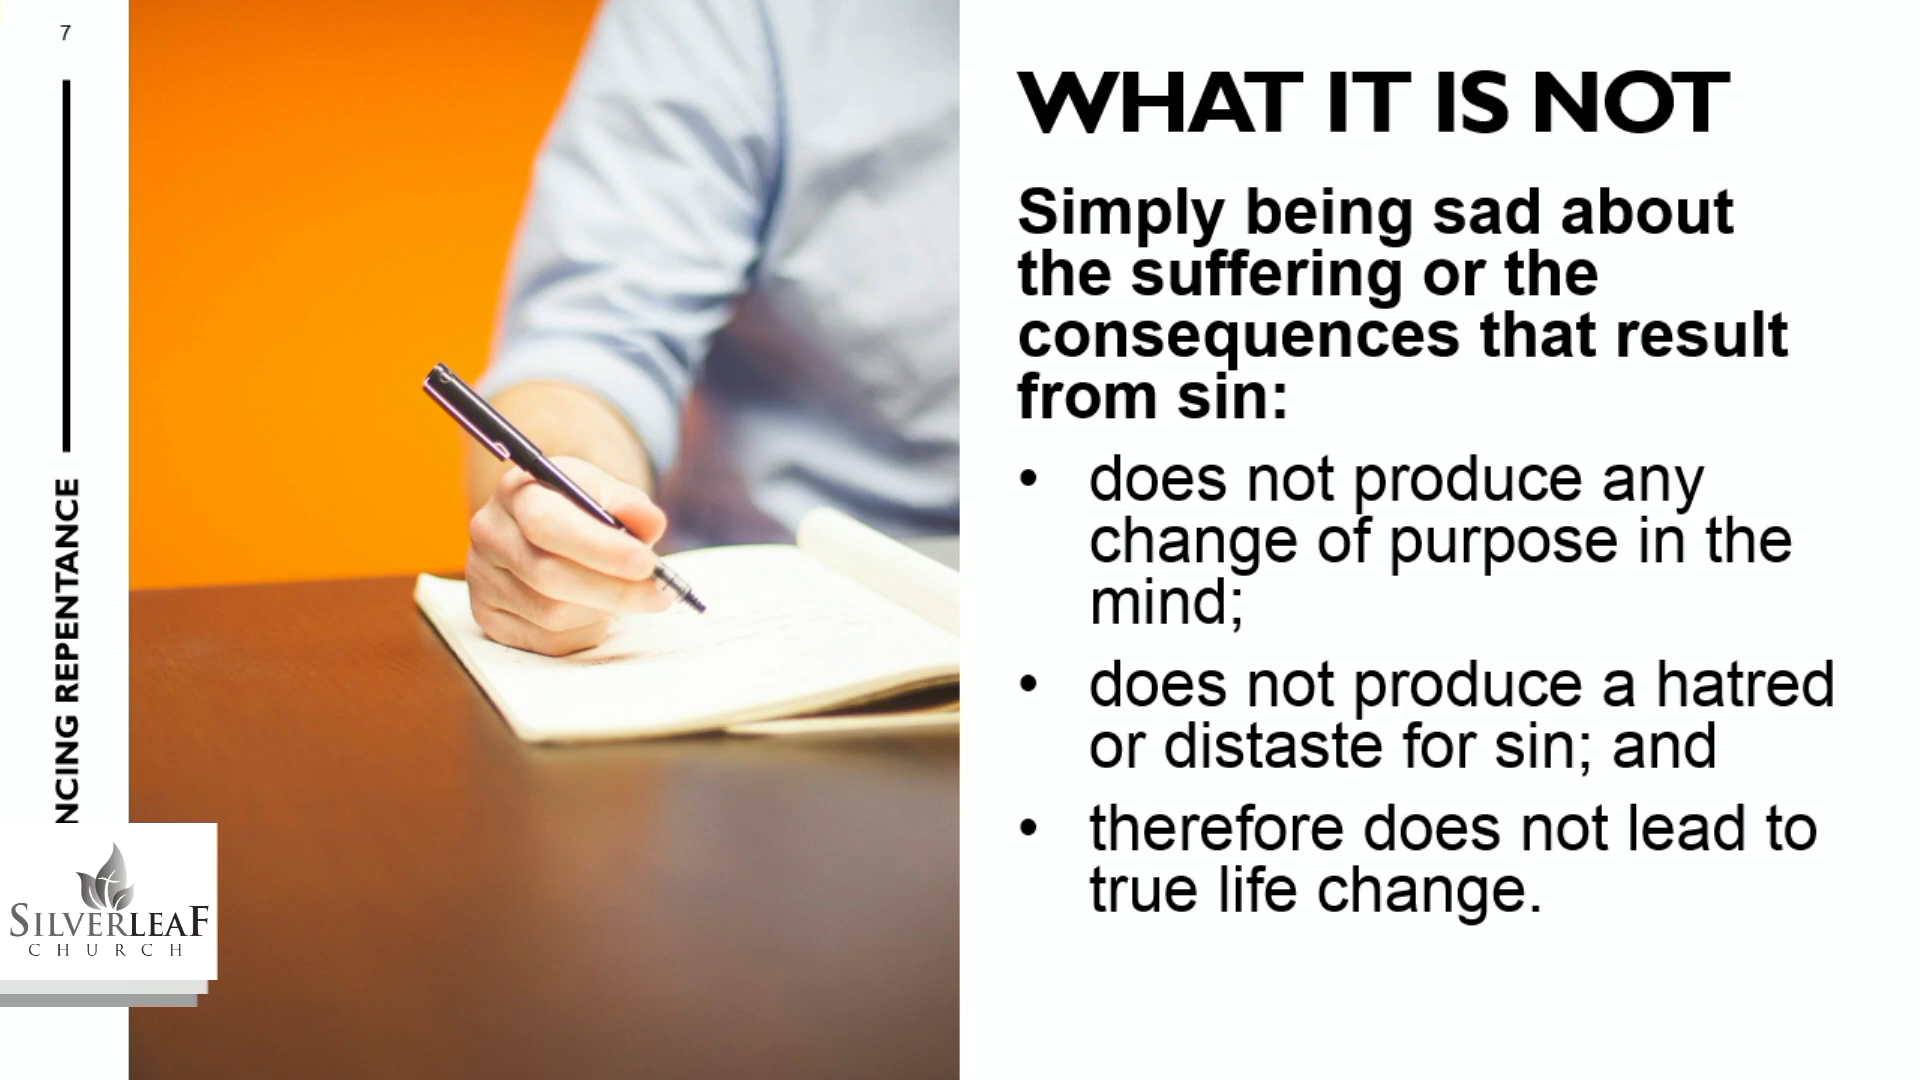 7
NCING REPENTANCE
SILVERLEAF
CHURCH
WHAT IT IS NOT
Simply being sad about
the suffering or the
consequences that result
from sin:
• does not produce any
change of purpose in the
mind;
• does not produce a hatred
or distaste for sin; and
• therefore does not lead to
true life change.